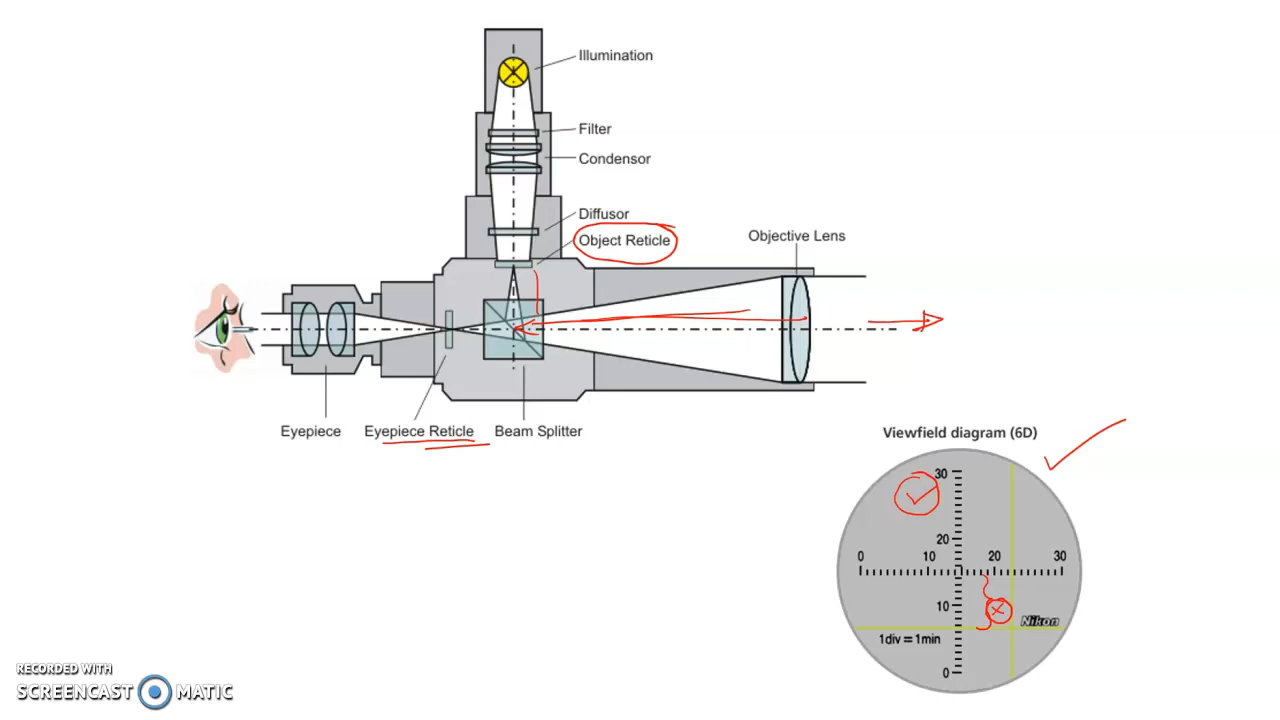 Illumination
Filter
Condensor
Diffusor
Object Reticle
Objective Lens
Eyepiece
Eyepiece Reticle
Beam Splitter
Viewfield diagram (6D)
30
20
0
10
20
30
10
Nikon
1div = 1min
0
RECORDED WITH
SCREENCAST MATIC